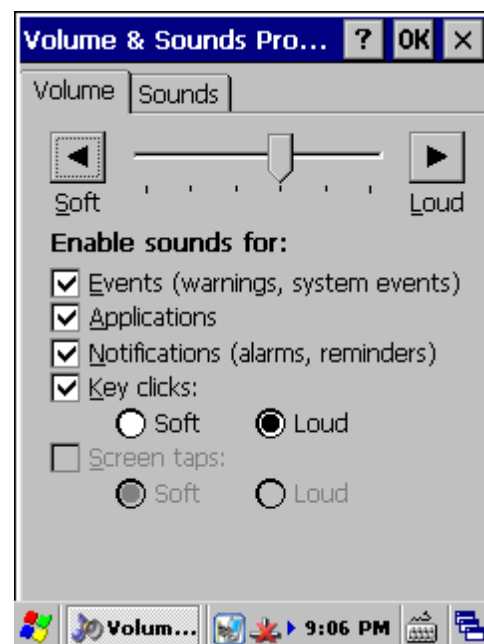 Volume & Sounds Pro... ? OK ×
Volume Sounds
Soft Loud
Enable sounds for:
Events (warnings, system events)
Applications
Notifications (alarms, reminders)
Key clicks:
Soft Loud
Screen taps:
Soft Loud
Volum... 9:06 PM